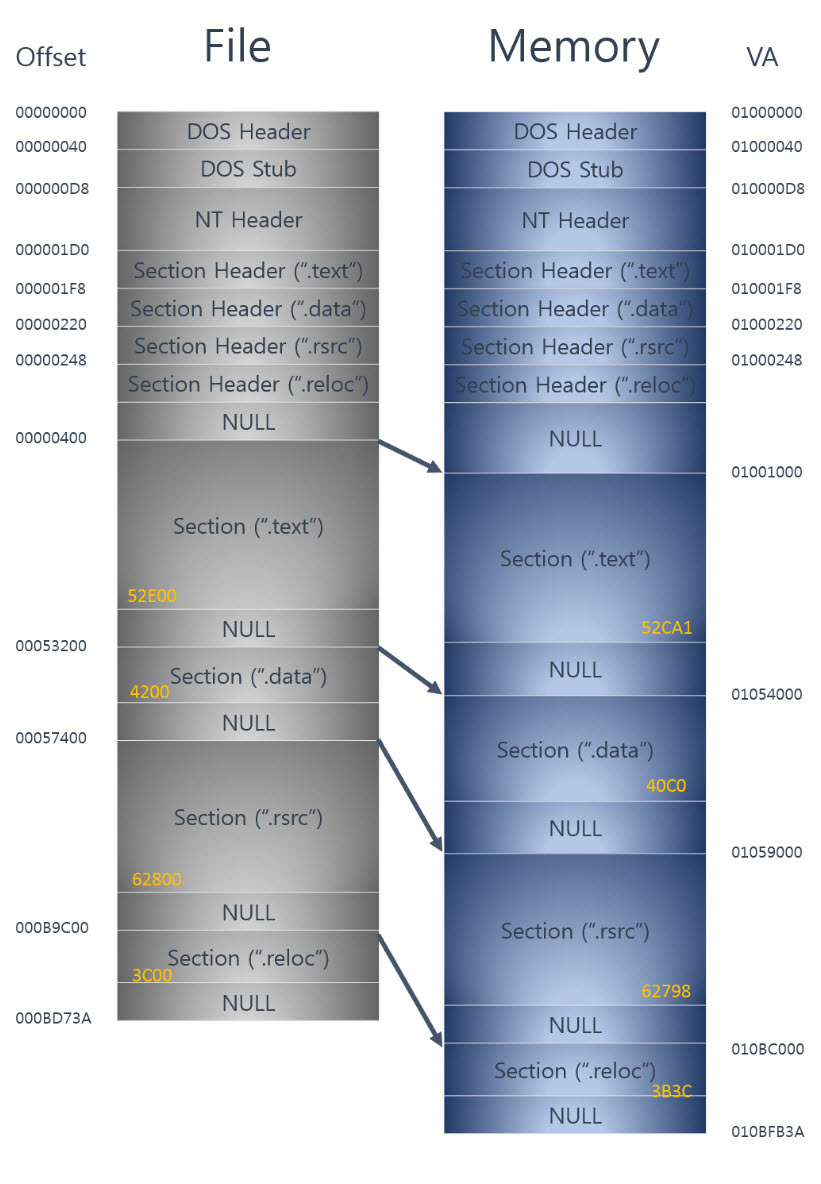 File
Memory
Offset
VA
00000000
DOS Header
DOS Header
01000000
00000040
01000040
DOS Stub
DOS Stub
000000D8
010000D8
NT Header
NT Header
000001D0
010001D0
Section Header (“.text”)
Section Header (“.text”)
000001F8
010001F8
Section Header (“.data”)
Section Header (“.data”)
00000220
01000220
Section Header (“.rsrc”)
Section Header (“.rsrc”)
00000248
01000248
Section Header (“.reloc”)
Section Header (“.reloc”)
NULL
NULL
00000400
01001000
Section (“.text”)
Section (“.text”)
52E00
52CA1
NULL
NULL
00053200
01054000
Section (“.data”)
4200
Section (“.data”)
40C0
NULL
NULL
00057400
01059000
Section (“.rsrc”)
62800
Section (“.rsrc”)
62798
NULL
NULL
000B9C00
010BC000
Section (“.reloc”)
3C00
Section (“.reloc”)
3B3C
NULL
NULL
000BD73A
010BFB3A